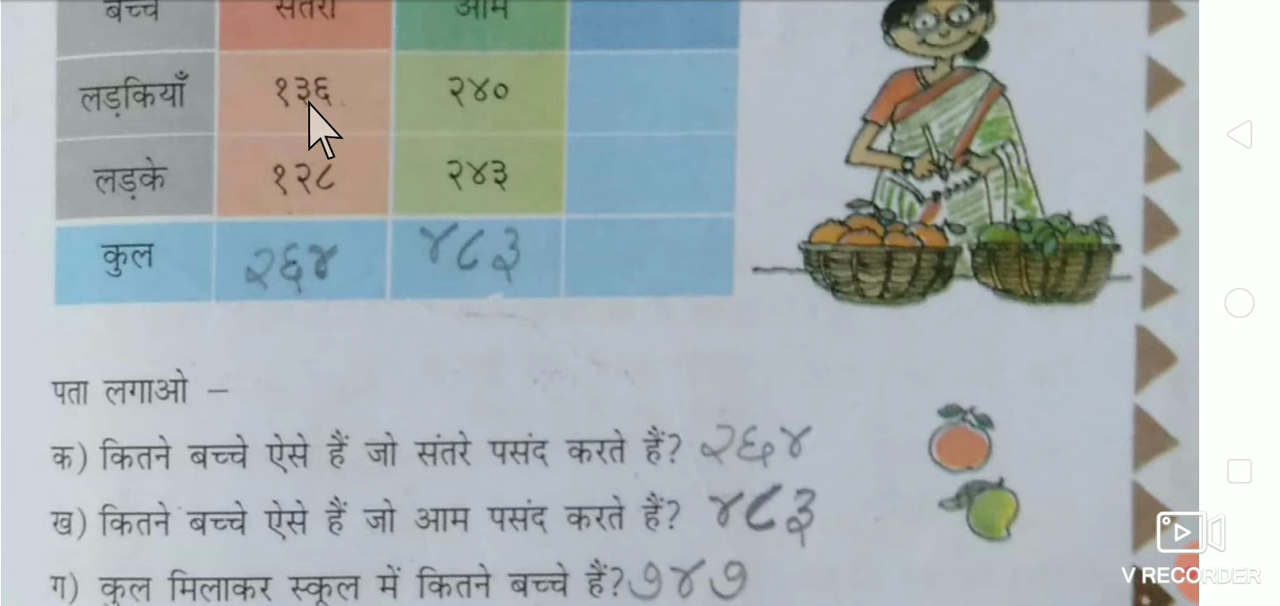 बच्चे संतरा आम
लड़कियाँ १३६ २४०
लड़के १२८ २४३
कुल २६४ ४८३
पता लगाओ –
क) कितने बच्चे ऐसे हैं जो संतरे पसंद करते हैं? २६४
ख) कितने बच्चे ऐसे हैं जो आम पसंद करते हैं? ४८३
ग) कुल मिलाकर स्कूल में कितने बच्चे हैं? ७४७
V RECORDER